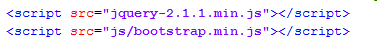 <script src="jquery-2.1.1.min.js"></script>
<script src="js/bootstrap.min.js"></script>